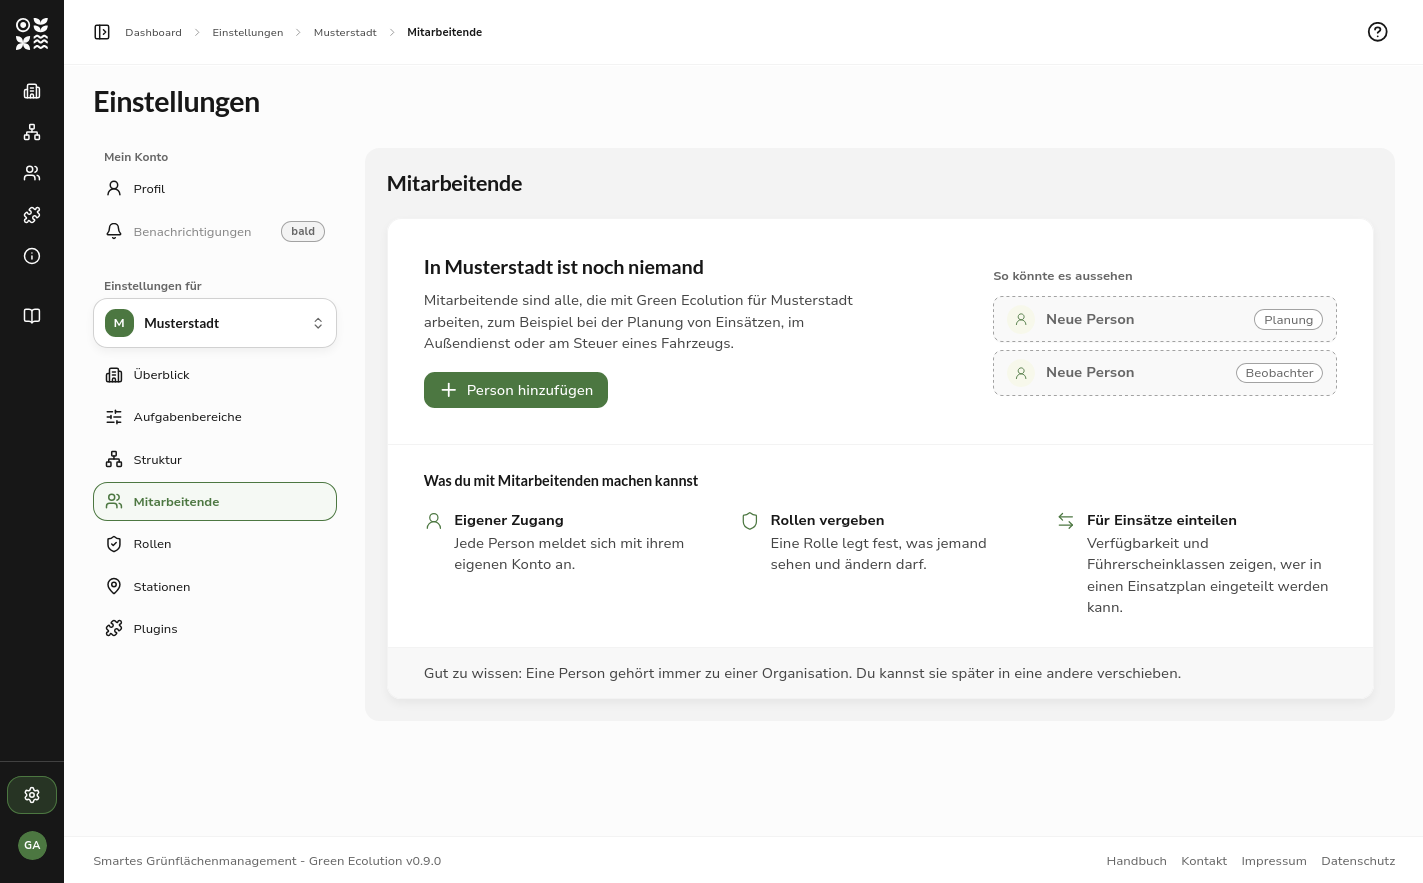 Dashboard
Einstellungen
Musterstadt
Mitarbeitende
Einstellungen
Mein Konto
Profil
Benachrichtigungen
bald
Einstellungen für
M
Musterstadt
Überblick
Aufgabenbereiche
Struktur
Mitarbeitende
Rollen
Stationen
Plugins
GA
Mitarbeitende
In Musterstadt ist noch niemand
Mitarbeitende sind alle, die mit Green Ecolution für Musterstadt
arbeiten, zum Beispiel bei der Planung von Einsätzen, im
Außendienst oder am Steuer eines Fahrzeugs.
Person hinzufügen
So könnte es aussehen
Neue Person
Planung
Neue Person
Beobachter
Was du mit Mitarbeitenden machen kannst
Eigener Zugang
Jede Person meldet sich mit ihrem
eigenen Konto an.
Rollen vergeben
Eine Rolle legt fest, was jemand
sehen und ändern darf.
Für Einsätze einteilen
Verfügbarkeit und
Führerscheinklassen zeigen, wer in
einen Einsatzplan eingeteilt werden
kann.
Gut zu wissen: Eine Person gehört immer zu einer Organisation. Du kannst sie später in eine andere verschieben.
Smartes Grünflächenmanagement - Green Ecolution v0.9.0
Handbuch
Kontakt
Impressum
Datenschutz